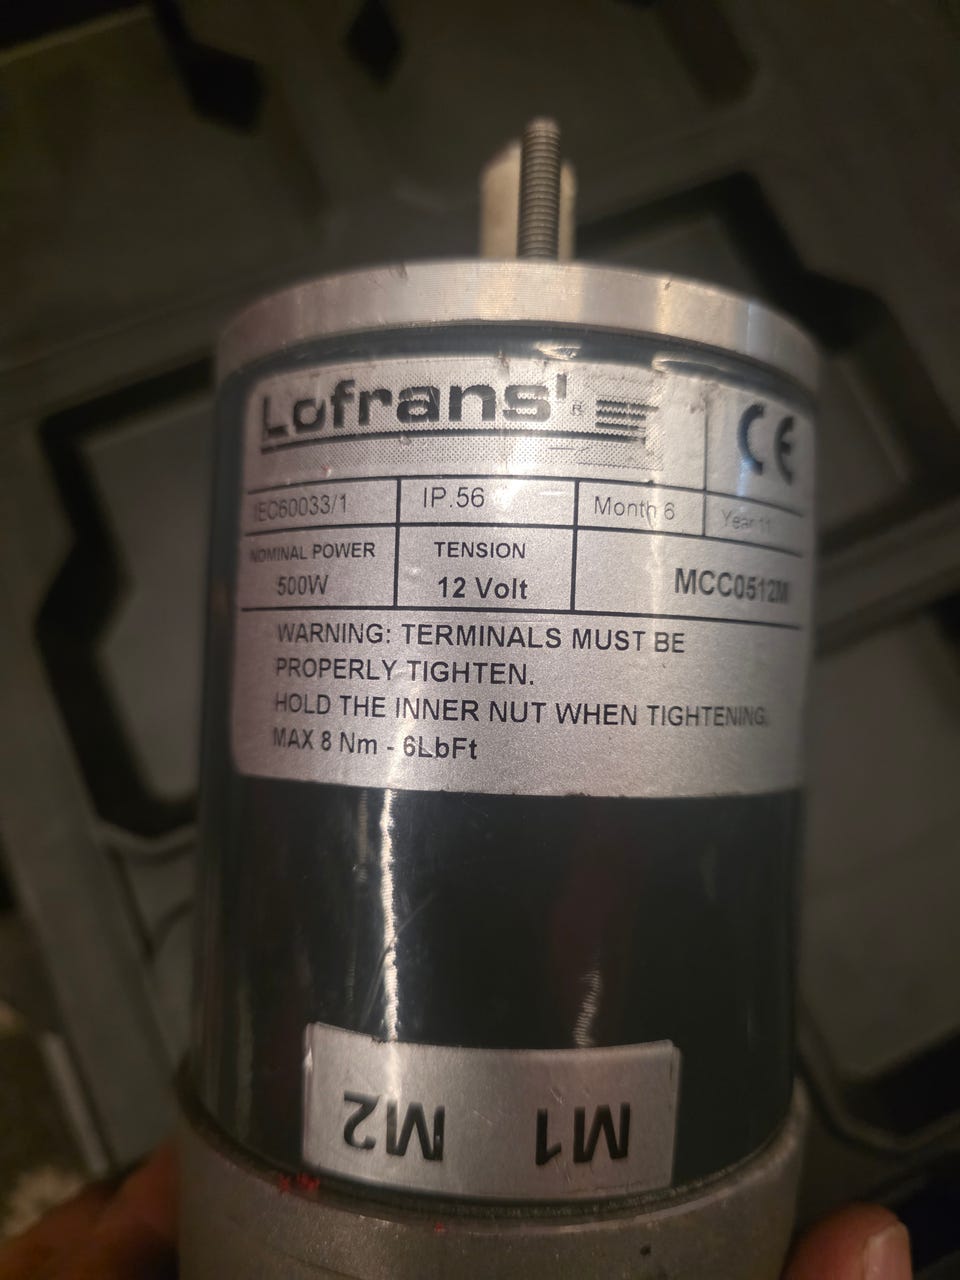 Lofrans' ® CE
IEC60033/1 IP.56 Month 6 Year 11
NOMINAL POWER TENSION
500W 12 Volt MCC0512M
WARNING: TERMINALS MUST BE
PROPERLY TIGHTEN.
HOLD THE INNER NUT WHEN TIGHTENING.
MAX 8 Nm - 6LbFt
M1 M2